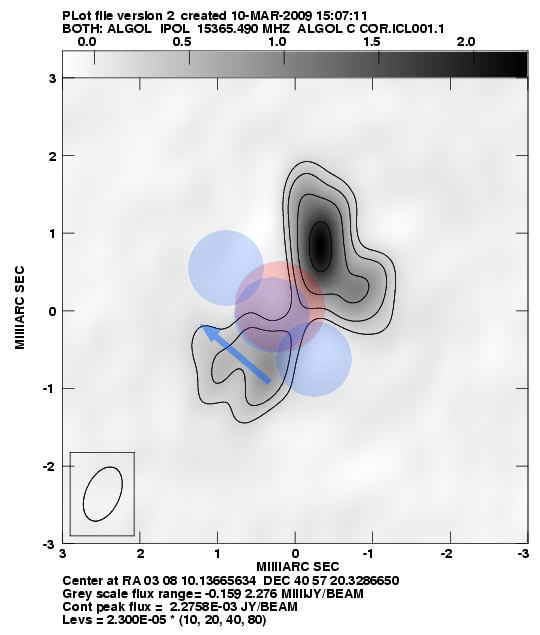 PLot file version 2 created 10-MAR-2009 15:07:11
BOTH: ALGOL IPOL 15365.490 MHZ ALGOL C COR.ICL001.1
0.0 0.5 1.0 1.5 2.0
3
2
1
0
-1
-2
-3
MIllIARC SEC
3 2 1 0 -1 -2 -3
MIllIARC SEC
Center at RA 03 08 10.13665634 DEC 40 57 20.3286650
Grey scale flux range= -0.159 2.276 MIllIJY/BEAM
Cont peak flux = 2.2758E-03 JY/BEAM
Levs = 2.300E-05 * (10, 20, 40, 80)